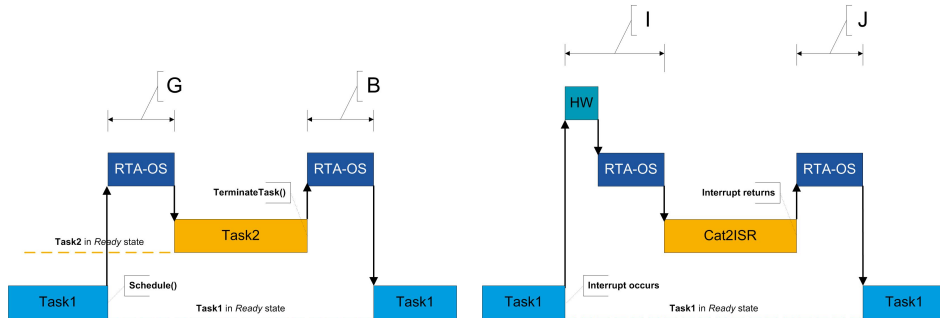 G
B
I
J
HW
RTA-OS
RTA-OS
RTA-OS
RTA-OS
TerminateTask()
Interrupt returns
Task2
Cat2ISR
Task2 in Ready state
Schedule()
Interrupt occurs
Task1
Task1
Task1
Task1
Task1 in Ready state
Task1 in Ready state